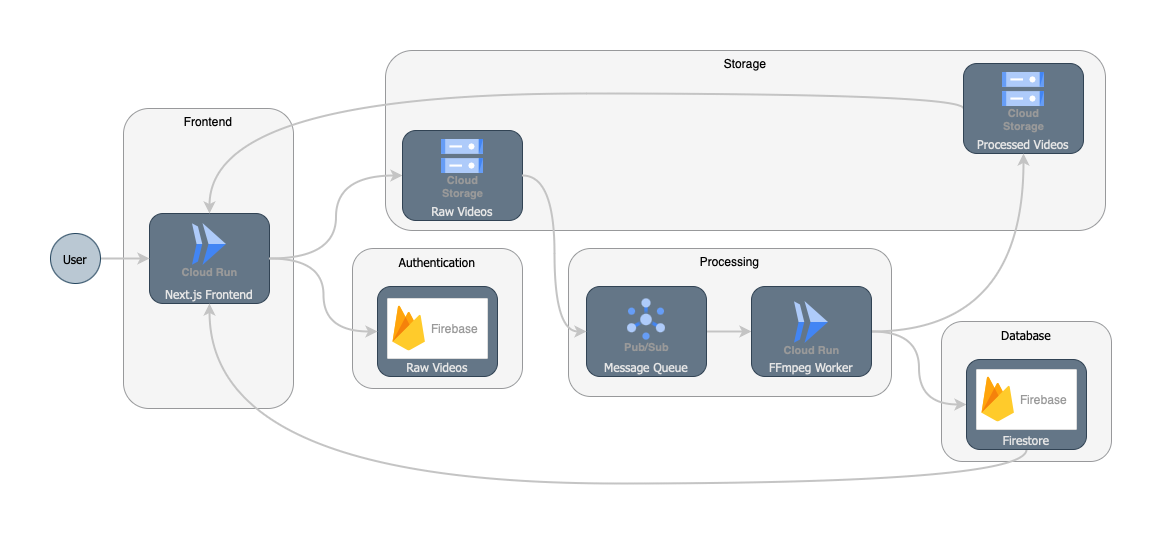 Storage
Cloud
Storage
Processed Videos
Frontend
Cloud
Storage
Raw Videos
User
Cloud Run
Next.js Frontend
Authentication
Firebase
Raw Videos
Processing
Pub/Sub
Message Queue
Cloud Run
FFmpeg Worker
Database
Firebase
Firestore